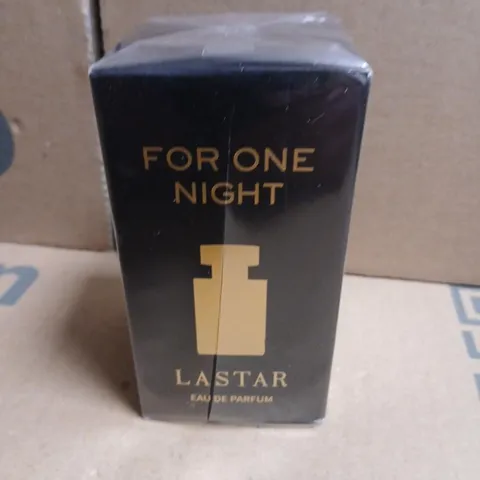 FOR ONE
NIGHT
LASTAR
EAU DE PARFUM